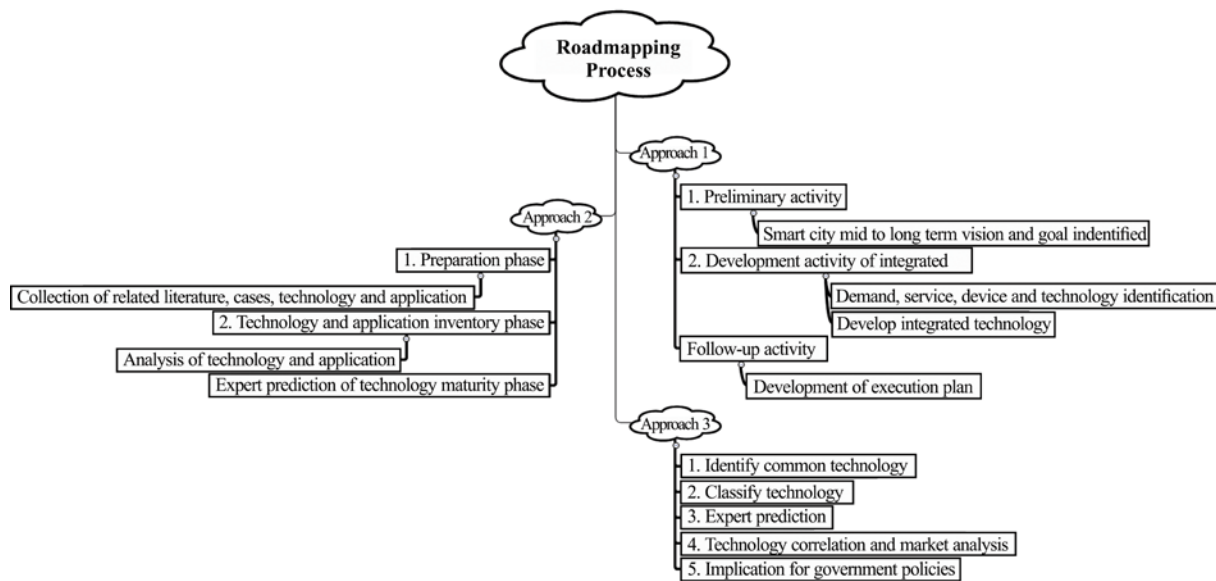 Roadmapping
Process
Approach 1
1. Preliminary activity
Smart city mid to long term vision and goal indentified
2. Development activity of integrated
Demand, service, device and technology identification
Develop integrated technology
Follow-up activity
Development of execution plan
Approach 2
1. Preparation phase
Collection of related literature, cases, technology and application
2. Technology and application inventory phase
Analysis of technology and application
Expert prediction of technology maturity phase
Approach 3
1. Identify common technology
2. Classify technology
3. Expert prediction
4. Technology correlation and market analysis
5. Implication for government policies